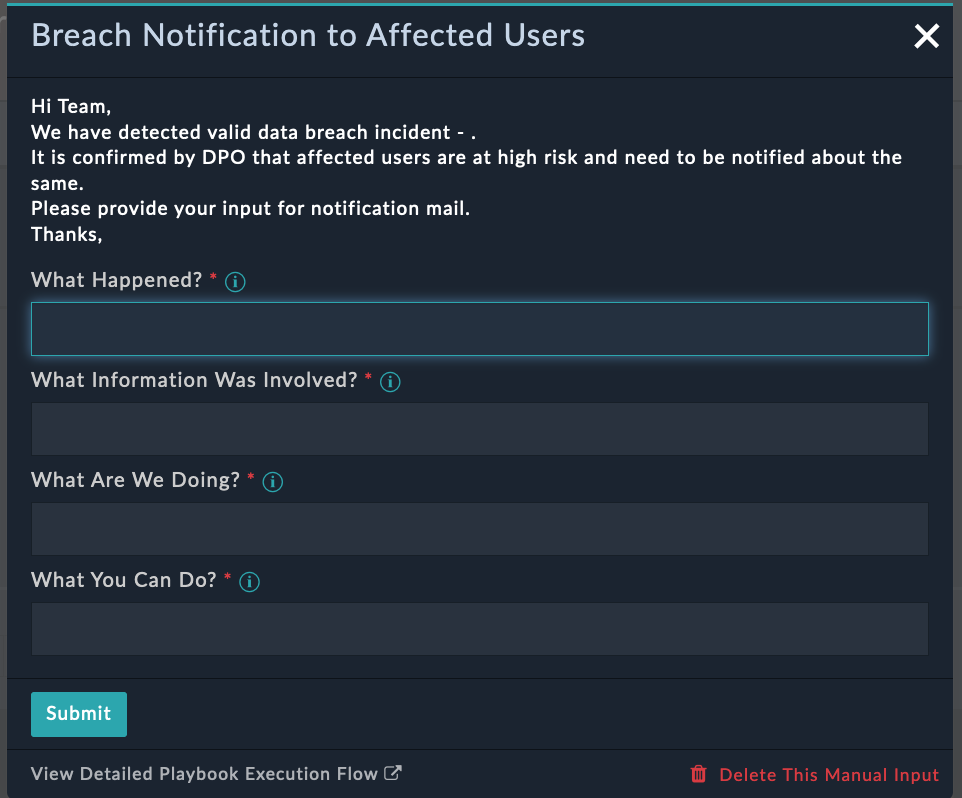 Breach Notification to Affected Users
Hi Team,
We have detected valid data breach incident - .
It is confirmed by DPO that affected users are at high risk and need to be notified about the
same.
Please provide your input for notification mail.
Thanks,
What Happened? *
What Information Was Involved? *
What Are We Doing? *
What You Can Do? *
Submit
View Detailed Playbook Execution Flow
Delete This Manual Input